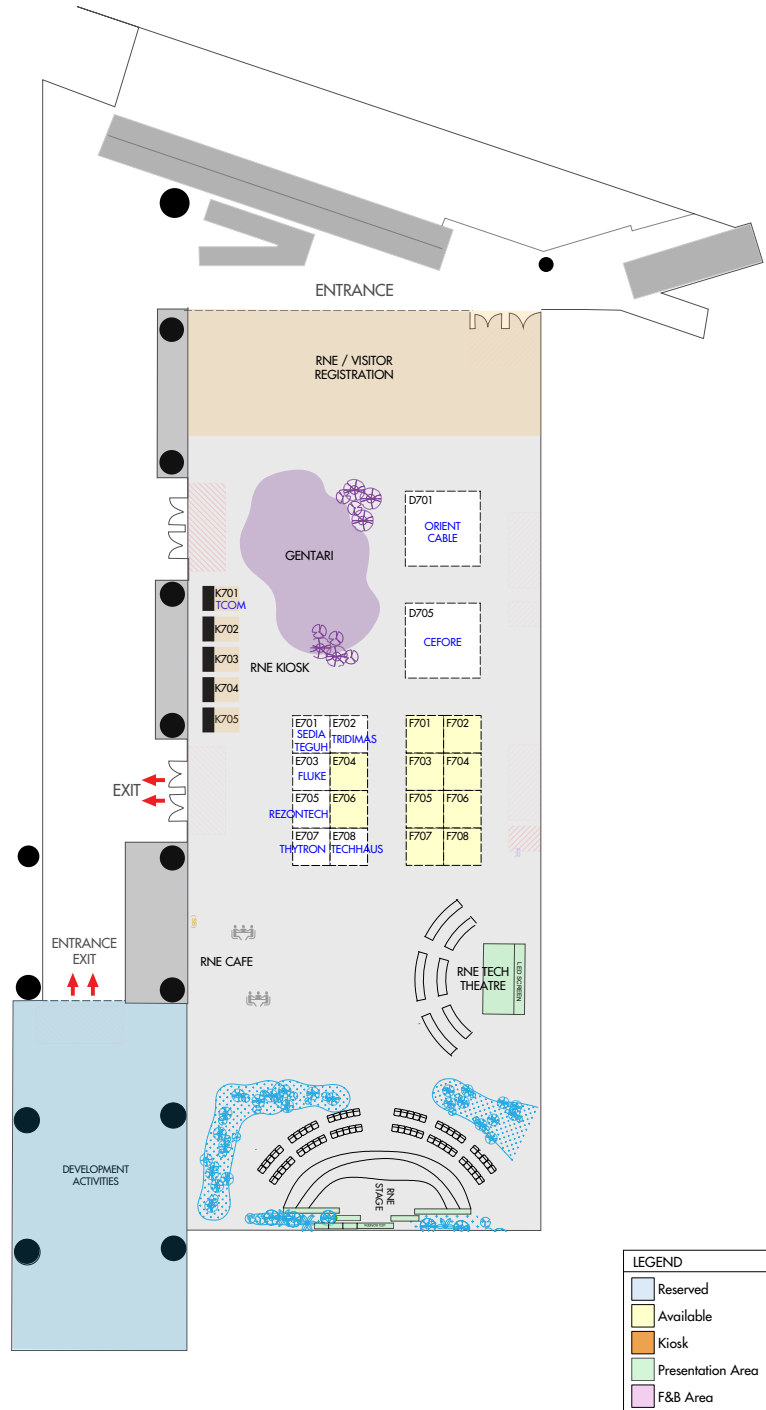 ENTRANCE
RNE / VISITOR
REGISTRATION
D701
ORIENT
CABLE
GENTARI
K701
TCOM
K702
K703
K704
K705
RNE KIOSK
D705
CEFORE
E701
SEDIA
TEGUH
E702
TRIDIMAS
E703
FLUKE
E704
E705
REZONTECH
E706
E707
THYTRON
E708
TECHHAUS
F701
F702
F703
F704
F705
F706
F707
F708
EXIT
ENTRANCE
EXIT
RNE CAFE
RNE TECH
THEATRE
LED SCREEN
DEVELOPMENT
ACTIVITIES
RNE
STAGE
LEGEND
Reserved
Available
Kiosk
Presentation Area
F&B Area